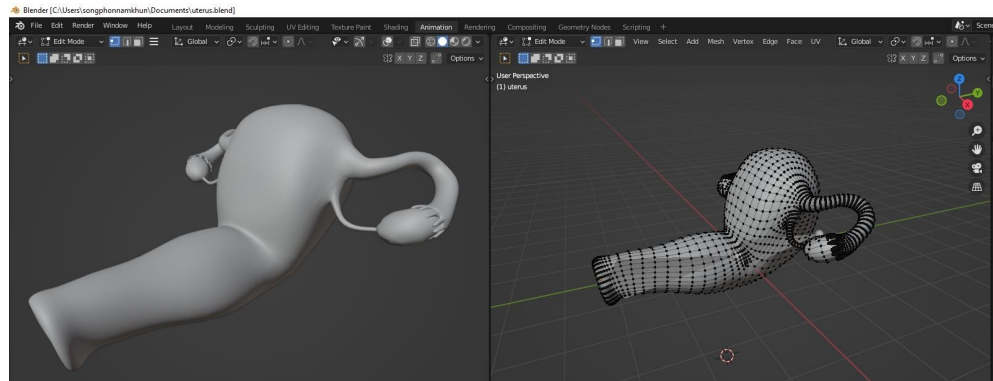 Blender [C:\Users\songphonnamkhun\Documents\uterus.blend]
File Edit Render Window Help Layout Modeling Sculpting UV Editing Texture Paint Shading Animation Rendering Compositing Geometry Nodes Scripting + Scen
Edit Mode Global
X Y Z Options
Edit Mode View Select Add Mesh Vertex Edge Face UV Global
X Y Z Options
User Perspective
(1) uterus
Z
Y
X